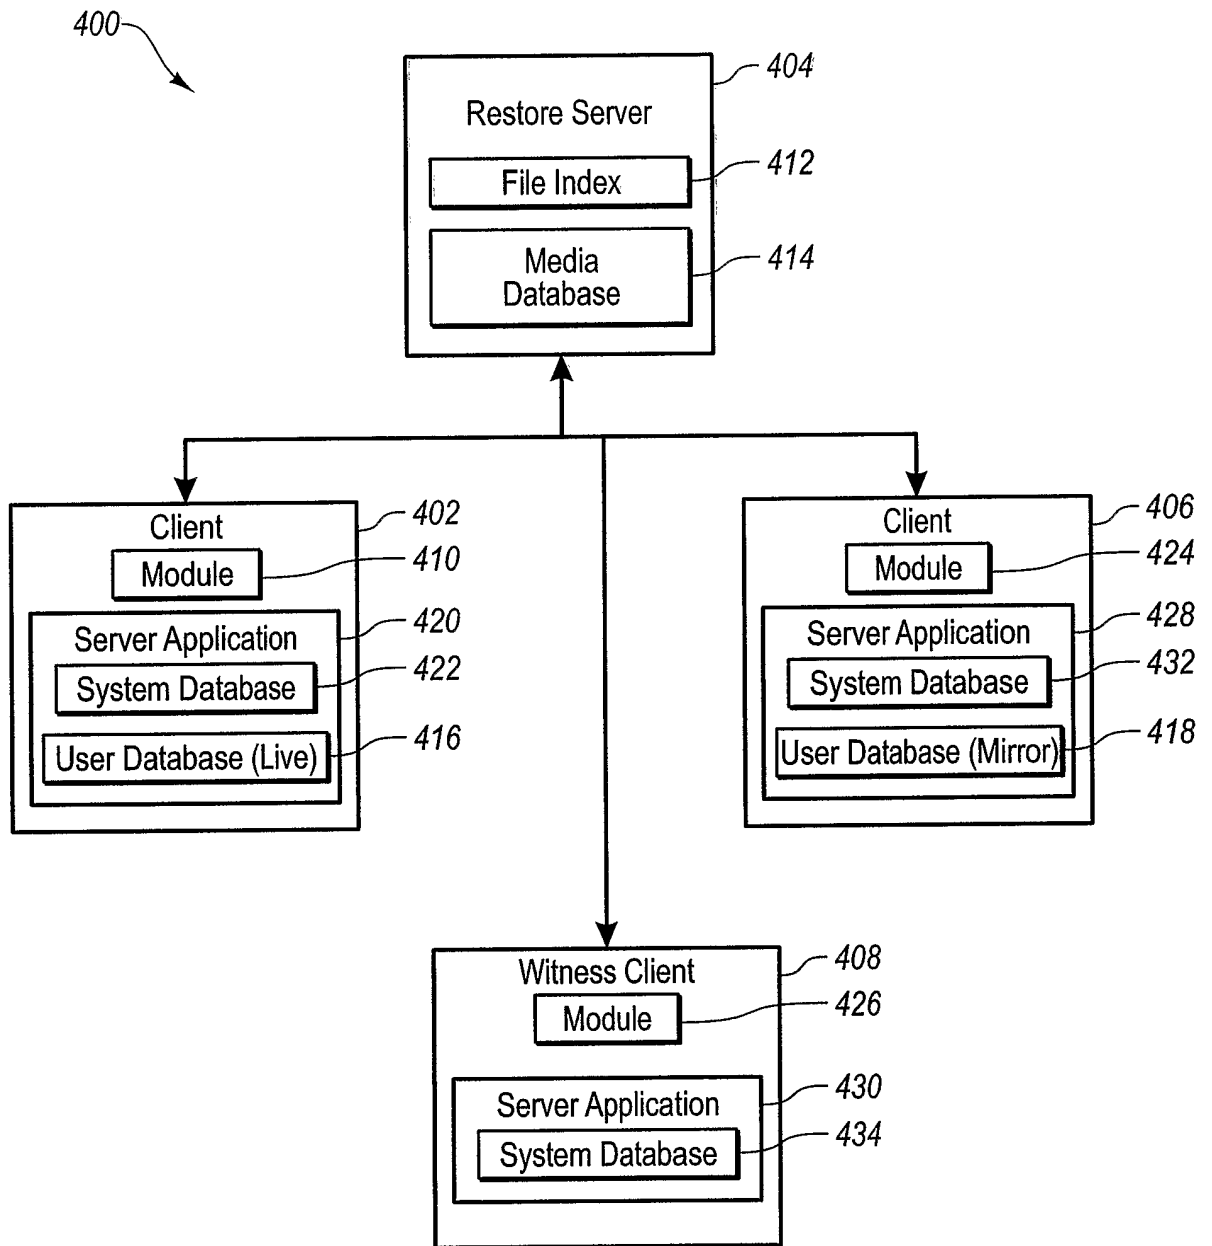 400
404
Restore Server
File Index
412
Media
Database
414
Client
402
Module
410
Server Application
420
System Database
422
User Database (Live)
416
Client
406
Module
424
Server Application
428
System Database
432
User Database (Mirror)
418
Witness Client
408
Module
426
Server Application
430
System Database
434